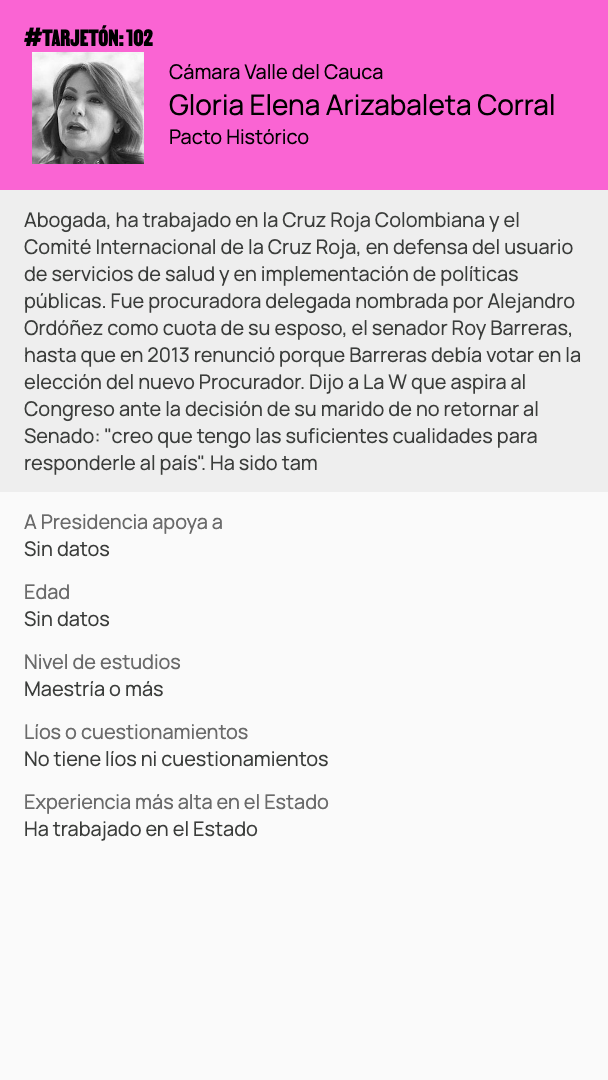 #TARJETÓN: 102
Cámara Valle del Cauca
Gloria Elena Arizabaleta Corral
Pacto Histórico
Abogada, ha trabajado en la Cruz Roja Colombiana y el
Comité Internacional de la Cruz Roja, en defensa del usuario
de servicios de salud y en implementación de políticas
públicas. Fue procuradora delegada nombrada por Alejandro
Ordóñez como cuota de su esposo, el senador Roy Barreras,
hasta que en 2013 renunció porque Barreras debía votar en la
elección del nuevo Procurador. Dijo a La W que aspira al
Congreso ante la decisión de su marido de no retornar al
Senado: "creo que tengo las suficientes cualidades para
responderle al país". Ha sido tam
A Presidencia apoya a
Sin datos
Edad
Sin datos
Nivel de estudios
Maestría o más
Líos o cuestionamientos
No tiene líos ni cuestionamientos
Experiencia más alta en el Estado
Ha trabajado en el Estado